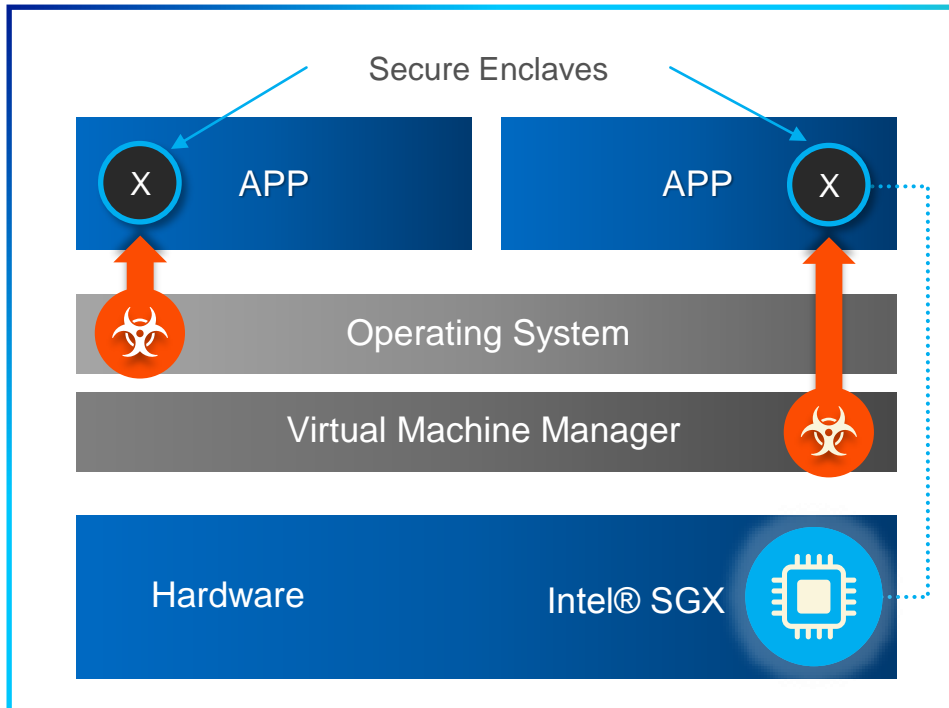 Secure Enclaves
X
APP
APP
X
Operating System
Virtual Machine Manager
Hardware
Intel® SGX